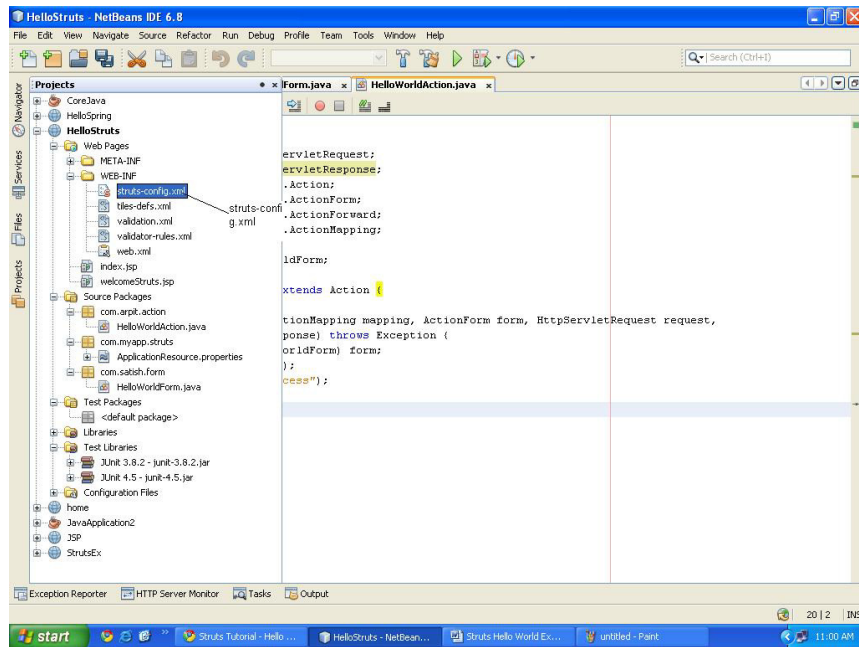 HelloStruts - NetBeans IDE 6.8
File Edit View Navigate Source Refactor Run Debug Profile Team Tools Window Help
Search (Ctrl+I)
Projects
Form.java
HelloWorldAction.java
Navigator
Services
Files
Projects
CoreJava
HelloSpring
HelloStruts
Web Pages
META-INF
WEB-INF
struts-config.xml
tiles-defs.xml
validation.xml
validator-rules.xml
web.xml
index.jsp
welcomeStruts.jsp
Source Packages
com.arpit.action
HelloWorldAction.java
com.myapp.struts
ApplicationResource.properties
com.satish.form
HelloWorldForm.java
Test Packages
<default package>
Libraries
Test Libraries
JUnit 3.8.2 - junit-3.8.2.jar
JUnit 4.5 - junit-4.5.jar
Configuration Files
home
JavaApplication2
JSP
StrutsEx
struts-confi
g.xml
ervletRequest;
ervletResponse;
.Action;
.ActionForm;
.ActionForward;
.ActionMapping;
ldForm;
xtends Action {
tionMapping mapping, ActionForm form, HttpServletRequest request,
ponse) throws Exception {
orldForm) form;
);
cess");
Exception Reporter HTTP Server Monitor Tasks Output
20 | 2 INS
start
Struts Tutorial - Hello ...
HelloStruts - NetBean...
Struts Hello World Ex...
untitled - Paint
11:00 AM